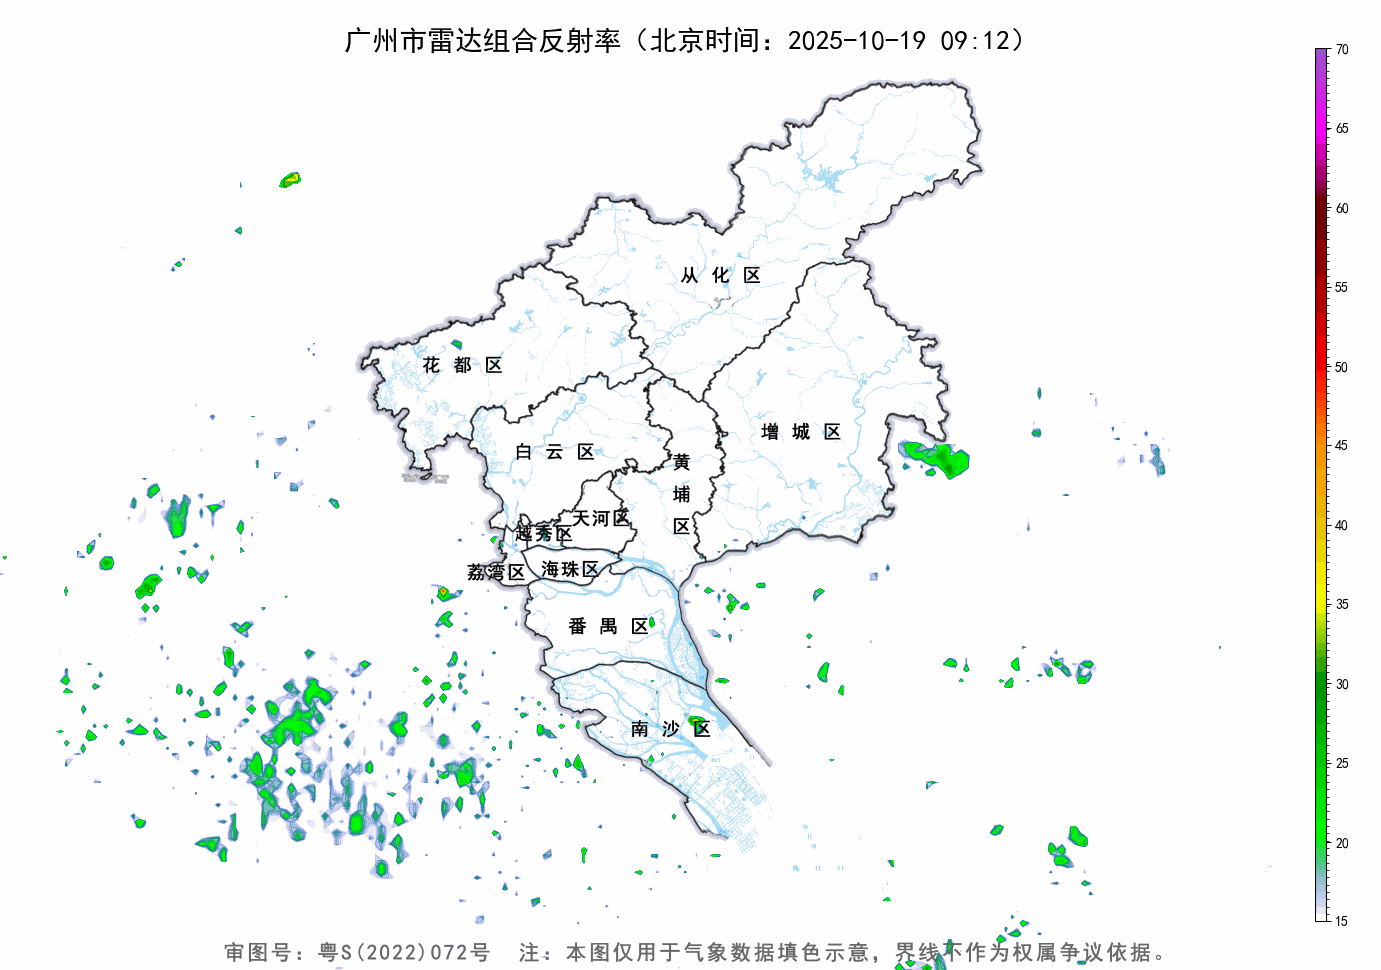 广州市雷达组合反射率（北京时间：2025-10-19 09:12）
70
65
60
55
50
45
40
35
30
25
20
15
从化区
花都区
增城区
白云区
黄埔区
天河区
越秀区
荔湾区
海珠区
番禺区
南沙区
审图号：粤S(2022)072号 注：本图仅用于气象数据填色示意，界线不作为权属争议依据。